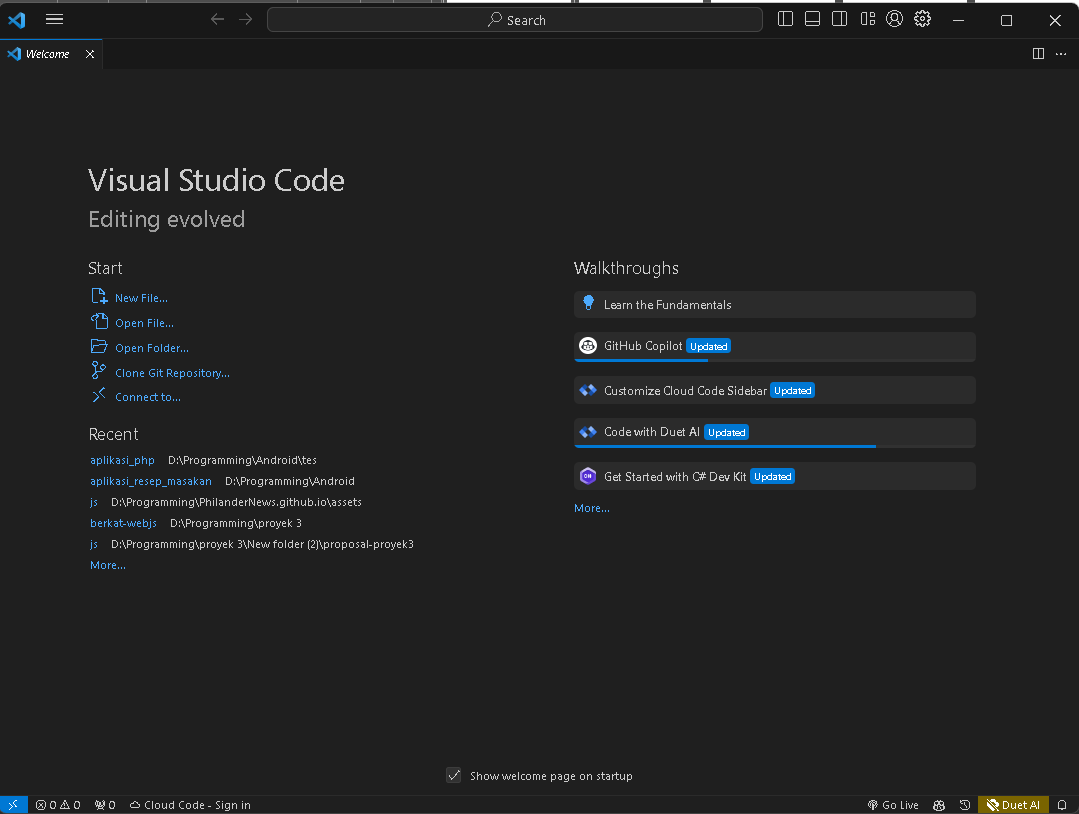 Search
Welcome
Visual Studio Code
Editing evolved
Start
New File...
Open File...
Open Folder...
Clone Git Repository...
Connect to...
Recent
aplikasi_php D:\Programming\Android\tes
aplikasi_resep_masakan D:\Programming\Android
js D:\Programming\PhilanderNews.github.io\assets
berkat-webjs D:\Programming\proyek 3
js D:\Programming\proyek 3\New folder (2)\proposal-proyek3
More...
Walkthroughs
Learn the Fundamentals
GitHub Copilot Updated
Customize Cloud Code Sidebar Updated
Code with Duet AI Updated
Get Started with C# Dev Kit Updated
More...
Show welcome page on startup
0 0 0 Cloud Code - Sign in Go Live Duet AI